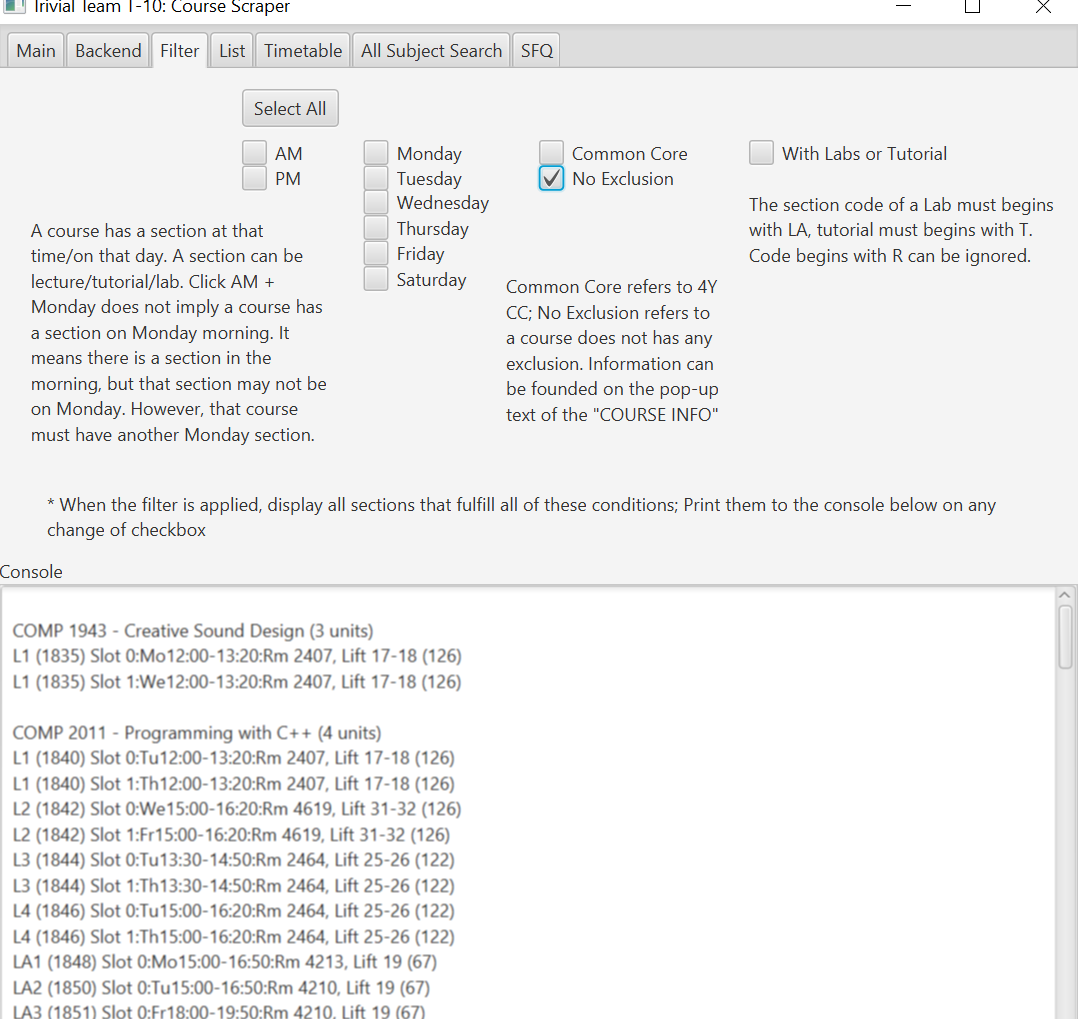 Trivial Team T-10: Course Scraper
Main Backend Filter List Timetable All Subject Search SFQ
Select All
AM
PM
Monday
Tuesday
Wednesday
Thursday
Friday
Saturday
Common Core
No Exclusion
With Labs or Tutorial
A course has a section at that
time/on that day. A section can be
lecture/tutorial/lab. Click AM +
Monday does not imply a course has
a section on Monday morning. It
means there is a section in the
morning, but that section may not be
on Monday. However, that course
must have another Monday section.
Common Core refers to 4Y
CC; No Exclusion refers to
a course does not has any
exclusion. Information can
be founded on the pop-up
text of the "COURSE INFO"
The section code of a Lab must begins
with LA, tutorial must begins with T.
Code begins with R can be ignored.
* When the filter is applied, display all sections that fulfill all of these conditions; Print them to the console below on any
change of checkbox
Console
COMP 1943 - Creative Sound Design (3 units)
L1 (1835) Slot 0:Mo12:00-13:20:Rm 2407, Lift 17-18 (126)
L1 (1835) Slot 1:We12:00-13:20:Rm 2407, Lift 17-18 (126)
COMP 2011 - Programming with C++ (4 units)
L1 (1840) Slot 0:Tu12:00-13:20:Rm 2407, Lift 17-18 (126)
L1 (1840) Slot 1:Th12:00-13:20:Rm 2407, Lift 17-18 (126)
L2 (1842) Slot 0:We15:00-16:20:Rm 4619, Lift 31-32 (126)
L2 (1842) Slot 1:Fr15:00-16:20:Rm 4619, Lift 31-32 (126)
L3 (1844) Slot 0:Tu13:30-14:50:Rm 2464, Lift 25-26 (122)
L3 (1844) Slot 1:Th13:30-14:50:Rm 2464, Lift 25-26 (122)
L4 (1846) Slot 0:Tu15:00-16:20:Rm 2464, Lift 25-26 (122)
L4 (1846) Slot 1:Th15:00-16:20:Rm 2464, Lift 25-26 (122)
LA1 (1848) Slot 0:Mo15:00-16:50:Rm 4213, Lift 19 (67)
LA2 (1850) Slot 0:Tu15:00-16:50:Rm 4210, Lift 19 (67)
LA3 (1851) Slot 0:Fr18:00-19:50:Rm 4210, Lift 19 (67)